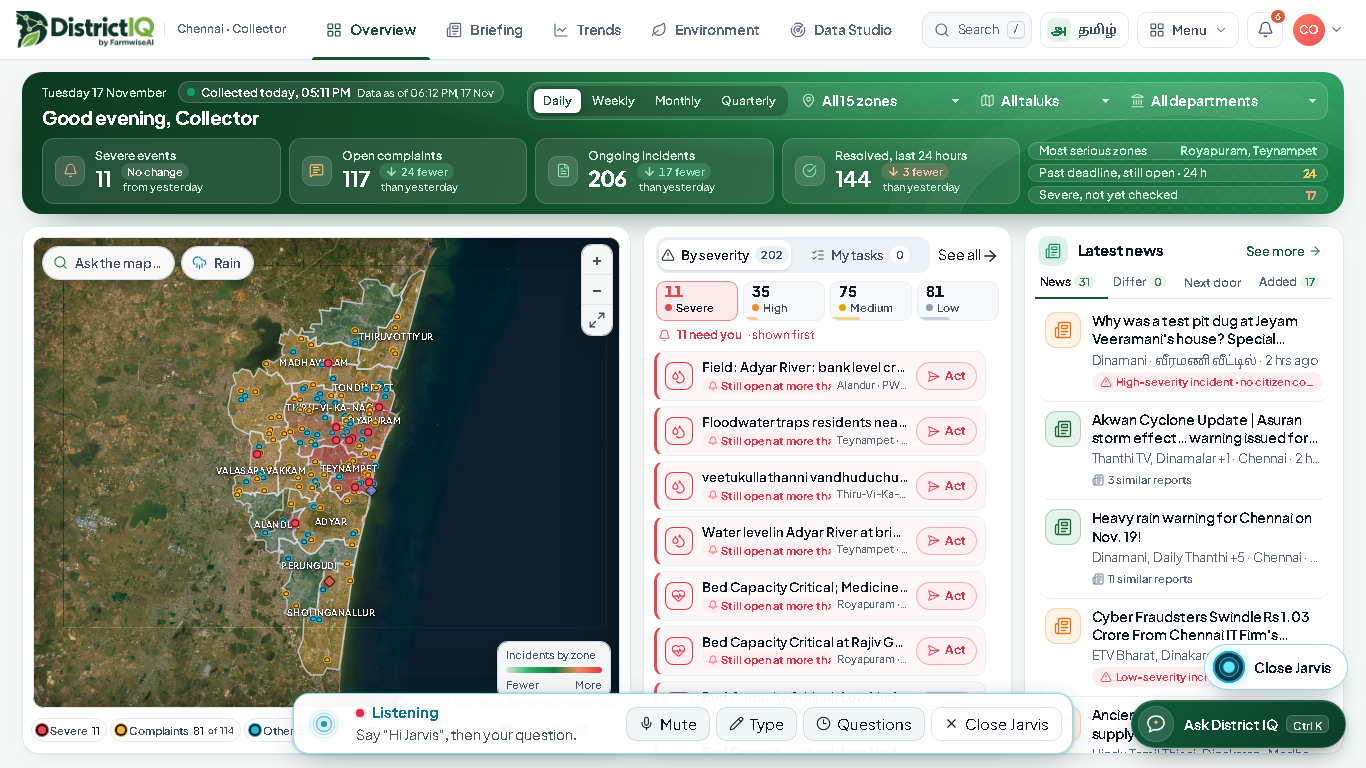 DistrictIQ
by FarmwiseAI
Chennai · Collector
Overview
Briefing
Trends
Environment
Data Studio
Search /
அ தமிழ்
Menu
6
CO
Tuesday 17 November
Collected today, 05:11 PM Data as of 06:12 PM, 17 Nov
Good evening, Collector
Daily Weekly Monthly Quarterly
All 15 zones
All taluks
All departments
Severe events
11 No change
from yesterday
Open complaints
117 ↓ 24 fewer
than yesterday
Ongoing incidents
206 ↓ 17 fewer
than yesterday
Resolved, last 24 hours
144 ↓ 3 fewer
than yesterday
Most serious zones Royapuram, Teynampet
Past deadline, still open · 24 h 24
Severe, not yet checked 17
Ask the map...
Rain
+
−
THIRUVOTTIYUR
VALASARAVAKKAM
TEYNAMPET
ADYAR
PERUNGUDI
SHOLINGANALLUR
Incidents by zone
Fewer More
Severe 11
Complaints 81 of 114
Other
By severity 202
My tasks 0
See all →
11
Severe
35
High
75
Medium
81
Low
11 need you · shown first
Field: Adyar River: bank level cr...
Still open at more tha Alandur · PW...
Act
Floodwater traps residents nea...
Still open at more tha Teynampet · ...
Act
veetukulla thanni vandhuduchu...
Still open at more tha Thiru-Vi-Ka-...
Act
Water level in Adyar River at bri...
Still open at more tha Teynampet · ...
Act
Bed Capacity Critical; Medicine...
Still open at more tha Royapuram · ...
Act
Bed Capacity Critical at Rajiv G...
Still open at more tha Royapuram · ...
Act
Latest news
See more →
News 31
Differ 0
Next door
Added 17
Why was a test pit dug at Jeyam
Veeramani's house? Special...
Dinamani · வீரமணி வீட்டில் · 2 hrs ago
High-severity incident · no citizen co...
Akwan Cyclone Update | Asuran
storm effect... warning issued for...
Thanthi TV, Dinamalar +1 · Chennai · 2 h...
3 similar reports
Heavy rain warning for Chennai on
Nov. 19!
Dinamani, Daily Thanthi +5 · Chennai · ...
11 similar reports
Cyber Fraudsters Swindle Rs 1.03
Crore From Chennai IT Firm's...
ETV Bharat, Dinakar
Low-severity inci
Close Jarvis
Listening
Say "Hi Jarvis", then your question.
Mute
Type
Questions
× Close Jarvis
Ask District IQ Ctrl K